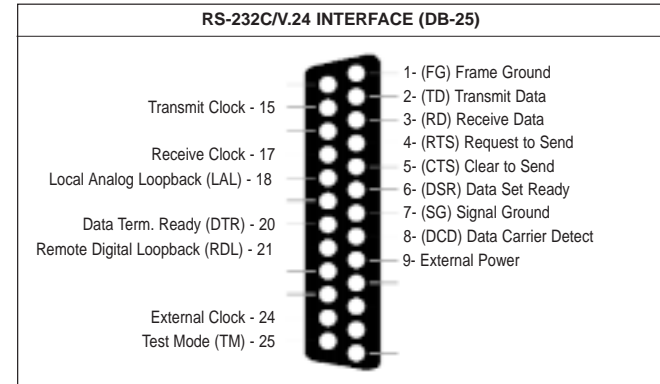 RS-232C/V.24 INTERFACE (DB-25)
Transmit Clock - 15
Receive Clock - 17
Local Analog Loopback (LAL) - 18
Data Term. Ready (DTR) - 20
Remote Digital Loopback (RDL) - 21
External Clock - 24
Test Mode (TM) - 25
1- (FG) Frame Ground
2- (TD) Transmit Data
3- (RD) Receive Data
4- (RTS) Request to Send
5- (CTS) Clear to Send
6- (DSR) Data Set Ready
7- (SG) Signal Ground
8- (DCD) Data Carrier Detect
9- External Power